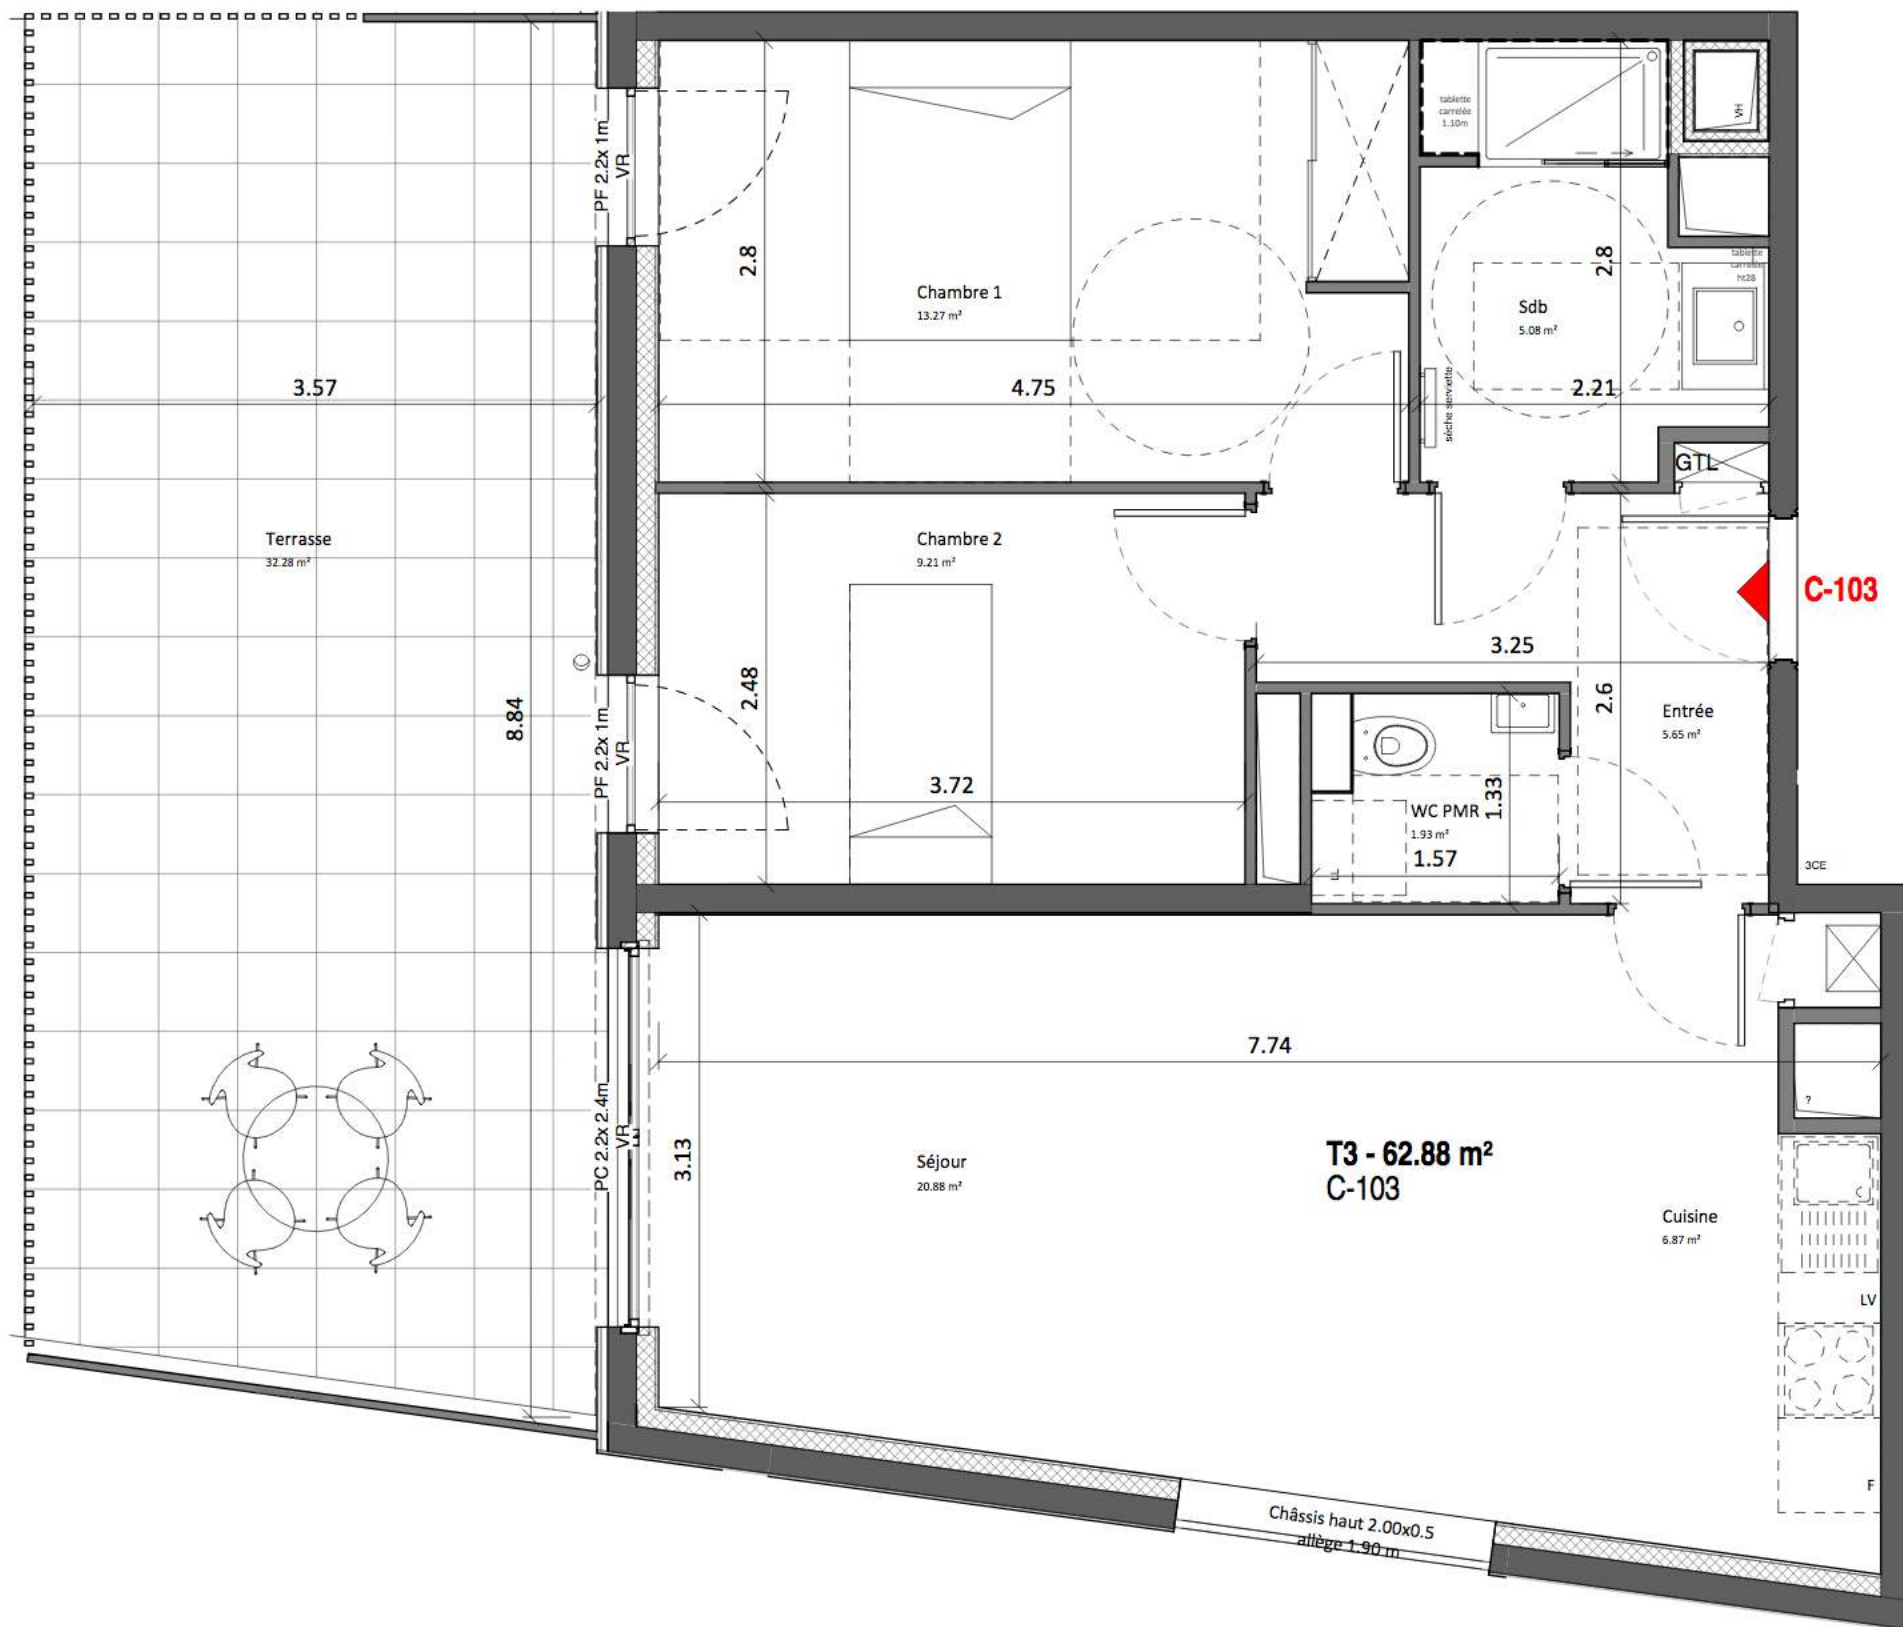 PF 2.2x 1m
VR
2.8
Chambre 1
13.27 m²
tablette
carrelée
1.10m
VH
2.8
Sdb
5.08 m²
tablette
carrelée
ht28
3.57
4.75
2.21
sèche serviette
GTL
Terrasse
32.28 m²
Chambre 2
9.21 m²
C-103
3.25
2.48
2.6
8.84
PF 2.2x 1m
VR
Entrée
5.65 m²
3.72
WC PMR
1.93 m²
1.33
1.57
LL
3CE
7.74
?
PC 2.2x 2.4m
VR
3.13
Séjour
20.88 m²
T3 - 62.88 m²
C-103
Cuisine
6.87 m²
LV
F
Châssis haut 2.00x0.5
allège 1.90 m